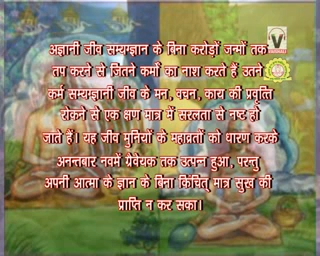 अज्ञानी जीव सम्यग्ज्ञान के बिना करोड़ों जन्मों तक
तप करने से जितने कर्मों का नाश करते हैं उतने
कर्म सम्यग्ज्ञानी जीव के मन, वचन, काय की प्रवृत्ति
रोकने से एक क्षण मात्र में सरलता से नष्ट हो
जाते हैं। यह जीव मुनियों के महाव्रतों को धारण करके
अनन्तबार नवमें ग्रैवेयक तक उत्पन्न हुआ, परन्तु
अपनी आत्मा के ज्ञान के बिना किंचित् मात्र सुख की
प्राप्ति न कर सका।